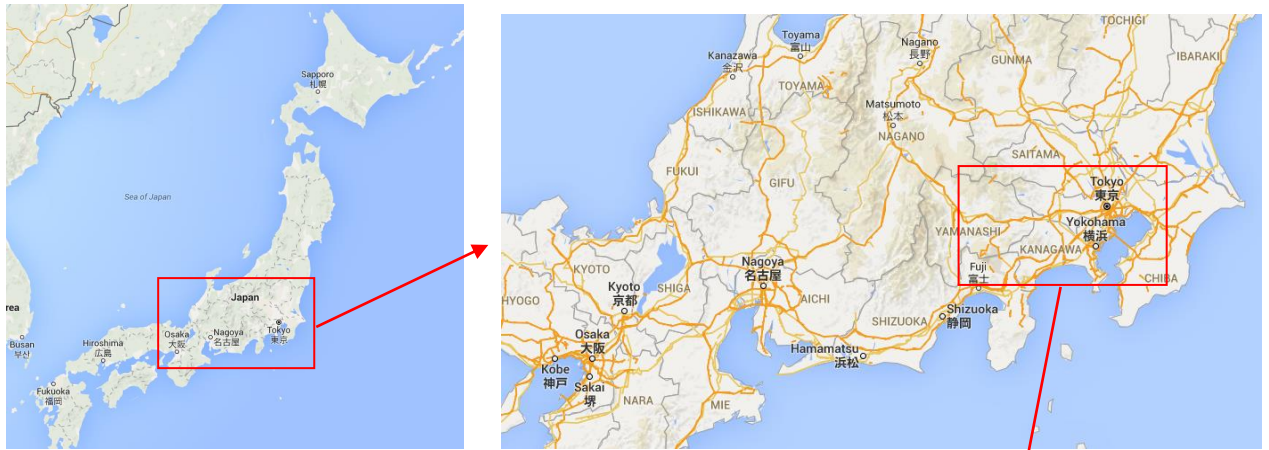 Sapporo
札幌
Sea of Japan
Japan
rea
Busan
부산
Hiroshima
広島
Osaka
大阪
Nagoya
名古屋
Tokyo
東京
Fukuoka
福岡
TOCHIGI
Toyama
富山
Nagano
長野
Kanazawa
金沢
GUNMA
IBARAKI
TOYAMA
ISHIKAWA
Matsumoto
松本
NAGANO
SAITAMA
FUKUI
GIFU
Tokyo
東京
Yokohama
横浜
YAMANASHI
KANAGAWA
Nagoya
名古屋
Fuji
富士
CHIBA
KYOTO
Kyoto
京都
SHIGA
HYOGO
AICHI
SHIZUOKA
Shizuoka
静岡
Osaka
大阪
Hamamatsu
浜松
Kobe
神戸
Sakai
堺
NARA
MIE